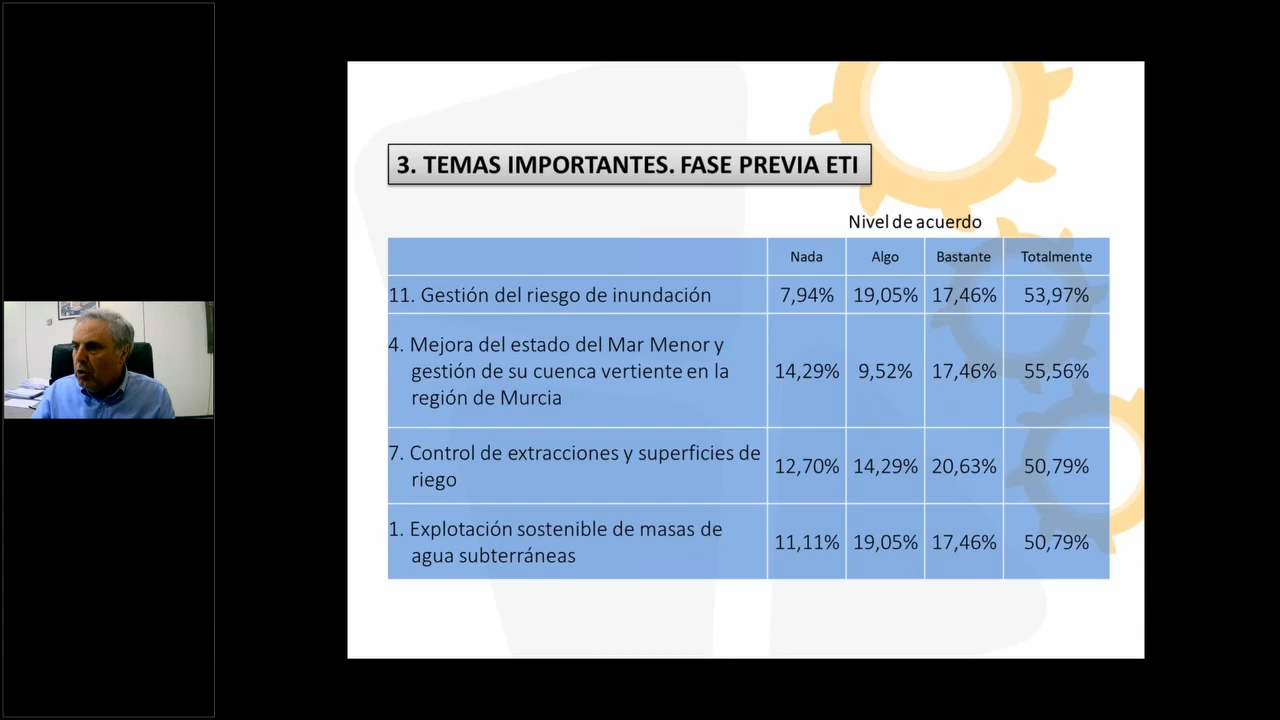 3. TEMAS IMPORTANTES. FASE PREVIA ETI
Nivel de acuerdo
Nada Algo Bastante Totalmente
11. Gestión del riesgo de inundación 7,94% 19,05% 17,46% 53,97%
4. Mejora del estado del Mar Menor y
gestión de su cuenca vertiente en la 14,29% 9,52% 17,46% 55,56%
región de Murcia
7. Control de extracciones y superficies de
riego 12,70% 14,29% 20,63% 50,79%
1. Explotación sostenible de masas de
agua subterráneas 11,11% 19,05% 17,46% 50,79%